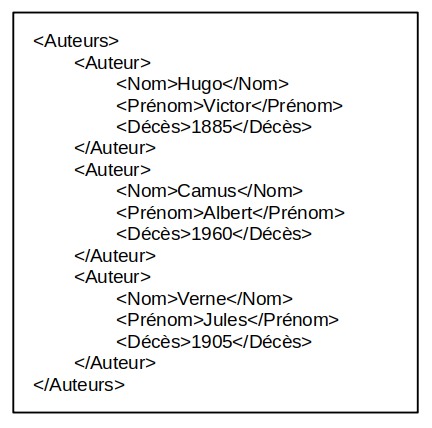 <Auteurs>
<Auteur>
<Nom>Hugo</Nom>
<Prénom>Victor</Prénom>
<Décès>1885</Décès>
</Auteur>
<Auteur>
<Nom>Camus</Nom>
<Prénom>Albert</Prénom>
<Décès>1960</Décès>
</Auteur>
<Auteur>
<Nom>Verne</Nom>
<Prénom>Jules</Prénom>
<Décès>1905</Décès>
</Auteur>
</Auteurs>